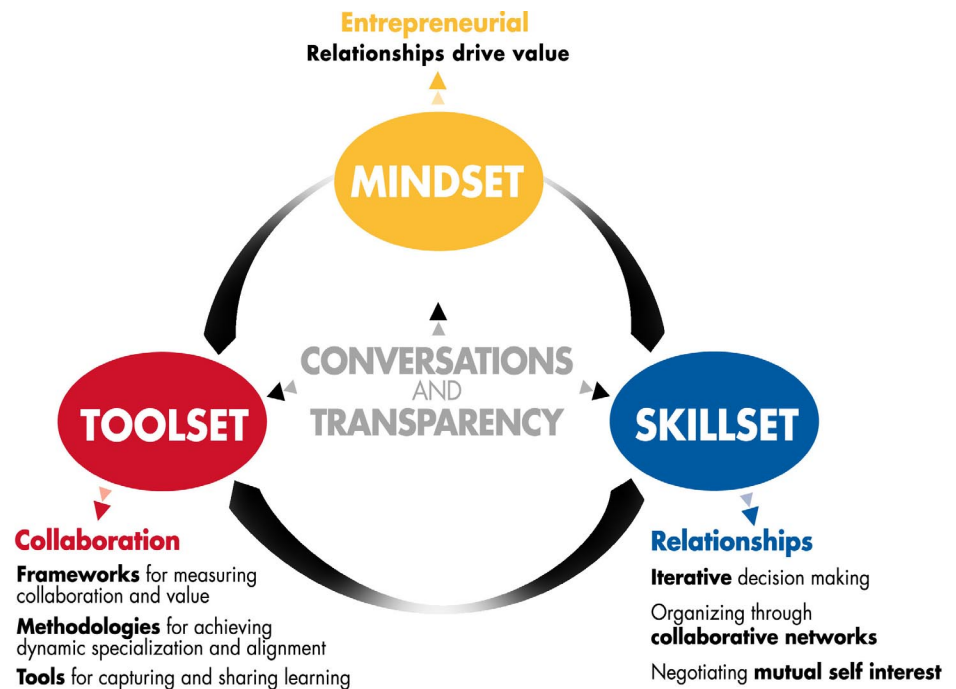 Entrepreneurial
Relationships drive value
MINDSET
CONVERSATIONS
AND
TRANSPARENCY
TOOLSET
SKILLSET
Collaboration
Frameworks for measuring
collaboration and value
Methodologies for achieving
dynamic specialization and alignment
Tools for capturing and sharing learning
Relationships
Iterative decision making
Organizing through
collaborative networks
Negotiating mutual self interest